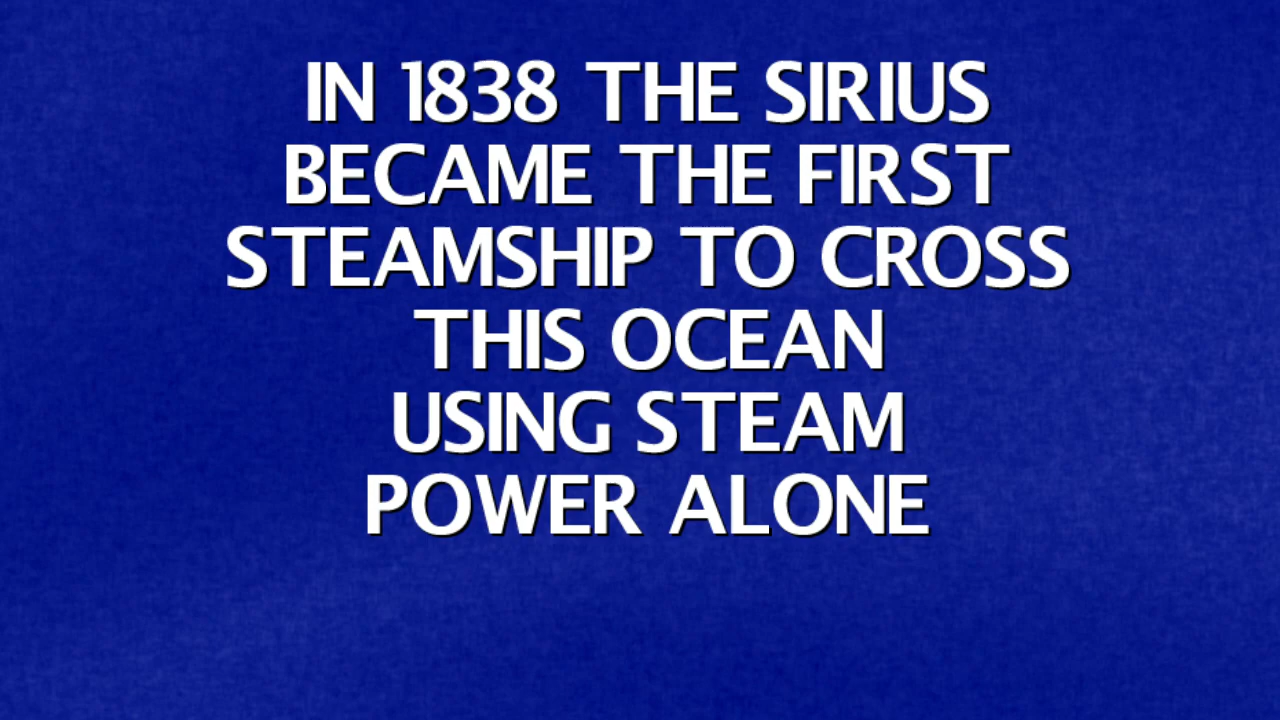 IN 1838 THE SIRIUS
BECAME THE FIRST
STEAMSHIP TO CROSS
THIS OCEAN
USING STEAM
POWER ALONE